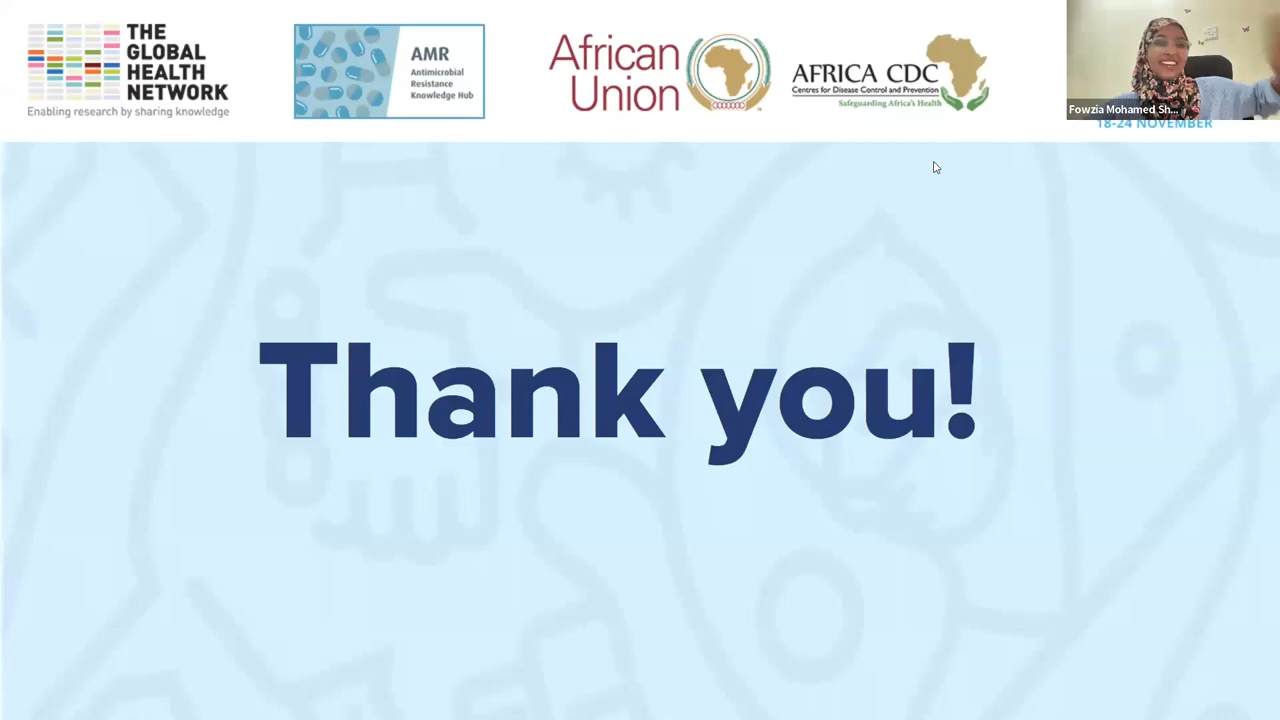 THE
GLOBAL
HEALTH
NETWORK
Enabling research by sharing knowledge
AMR
Antimicrobial
Resistance
Knowledge Hub
African
Union
AFRICA CDC
Centres for Disease Control and Prevention
Safeguarding Africa's Health
Fowzia Mohamed Sh...
18-24 NOVEMBER
Thank you!